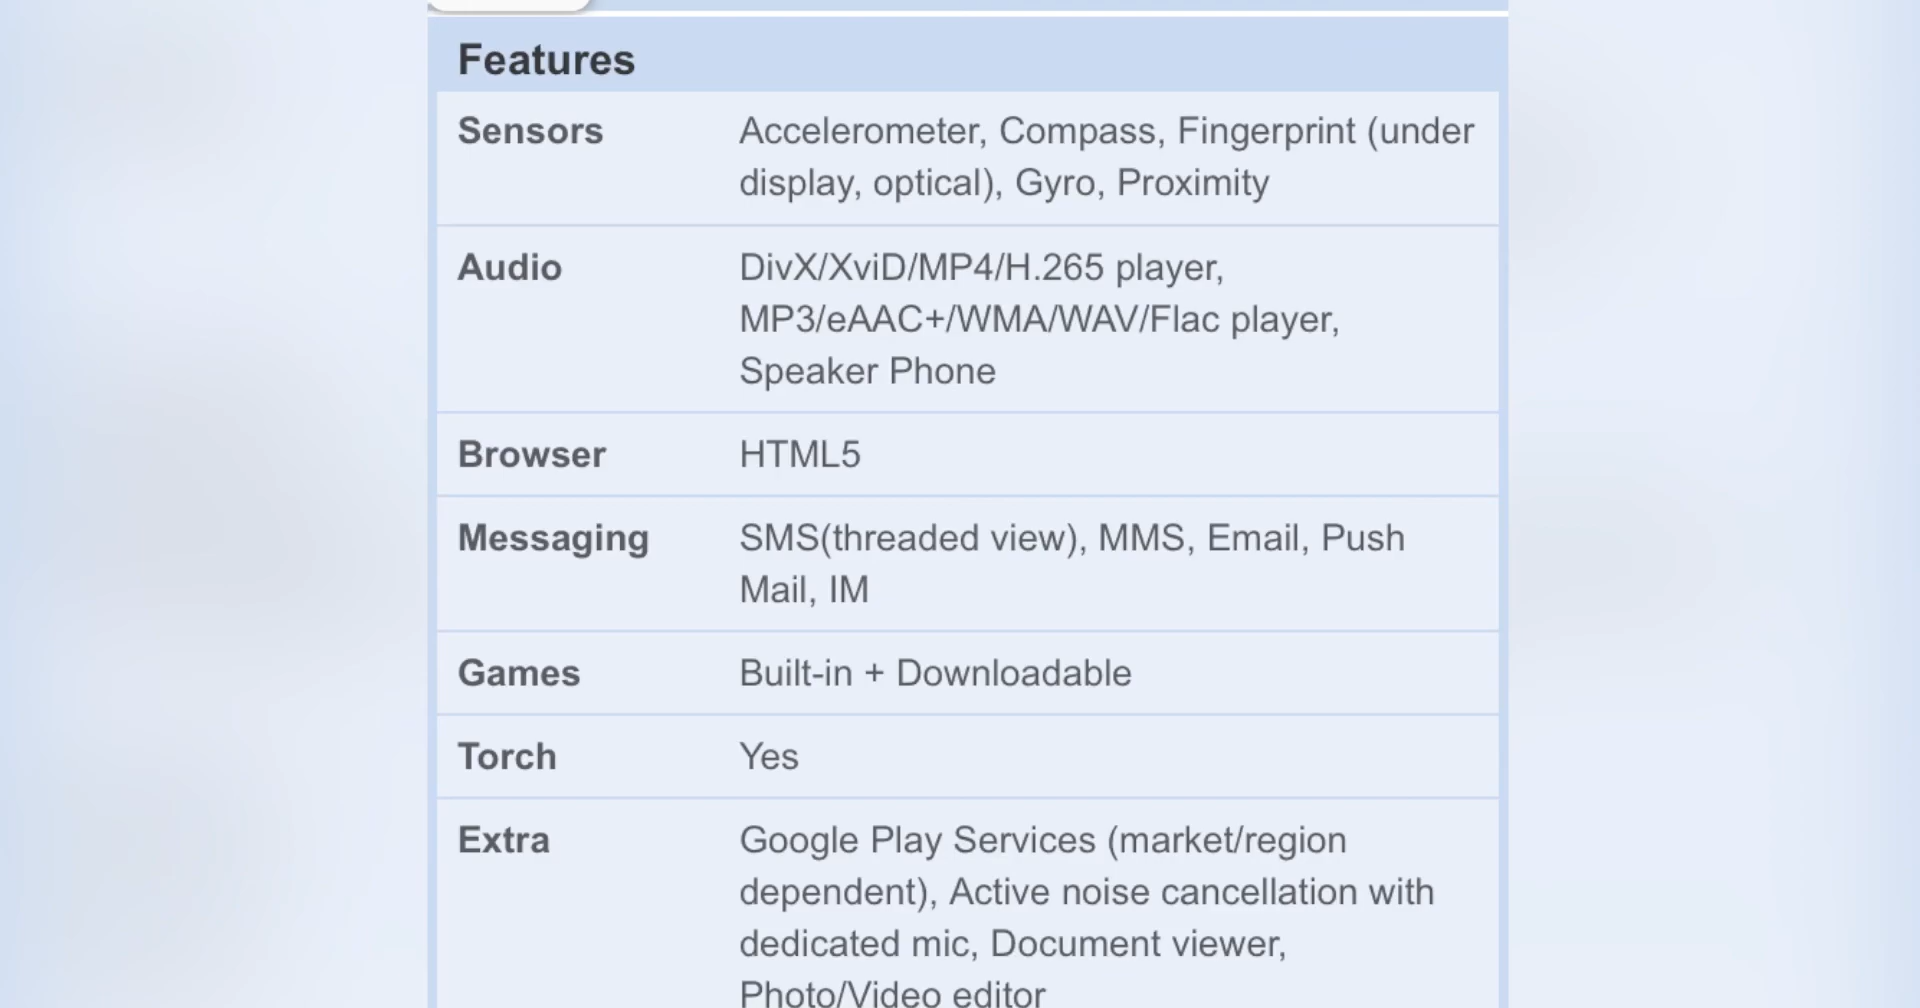 Features
Sensors Accelerometer, Compass, Fingerprint (under
display, optical), Gyro, Proximity
Audio DivX/XviD/MP4/H.265 player,
MP3/eAAC+/WMA/WAV/Flac player,
Speaker Phone
Browser HTML5
Messaging SMS(threaded view), MMS, Email, Push
Mail, IM
Games Built-in + Downloadable
Torch Yes
Extra Google Play Services (market/region
dependent), Active noise cancellation with
dedicated mic, Document viewer,
Photo/Video editor